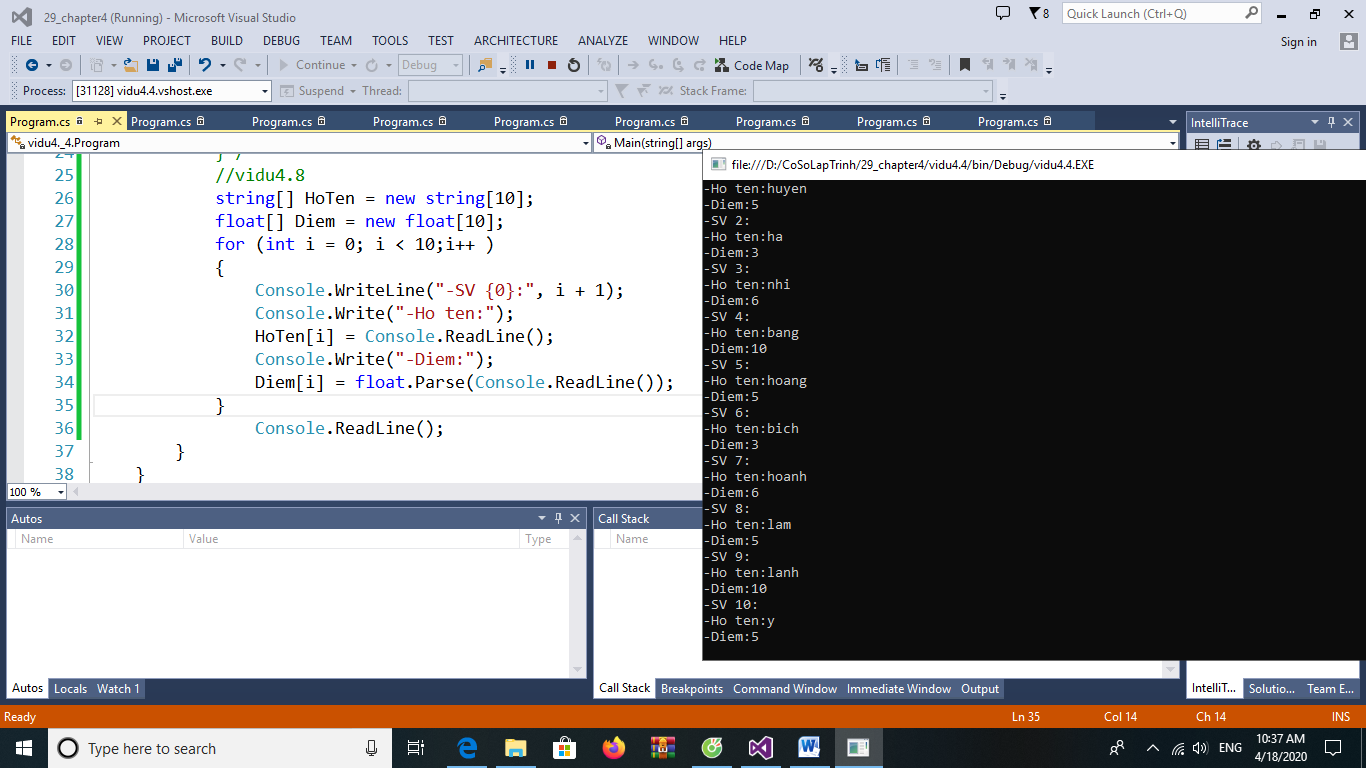 29_chapter4 (Running) - Microsoft Visual Studio
8
Quick Launch (Ctrl+Q)
FILE EDIT VIEW PROJECT BUILD DEBUG TEAM TOOLS TEST ARCHITECTURE ANALYZE WINDOW HELP
Sign in
Continue
Debug
Code Map
Process: [31128] vidu4.4.vshost.exe
Suspend
Thread:
Stack Frame:
Program.cs Program.cs Program.cs Program.cs Program.cs Program.cs Program.cs Program.cs Program.cs
IntelliTrace
vidu4._4.Program
Main(string[] args)
file:///D:/CoSoLapTrinh/29_chapter4/vidu4.4/bin/Debug/vidu4.4.EXE
25 //vidu4.8
26 string[] HoTen = new string[10];
27 float[] Diem = new float[10];
28 for (int i = 0; i < 10;i++ )
29 {
30 Console.WriteLine("-SV {0}:", i + 1);
31 Console.Write("-Ho ten:");
32 HoTen[i] = Console.ReadLine();
33 Console.Write("-Diem:");
34 Diem[i] = float.Parse(Console.ReadLine());
35 }
36 Console.ReadLine();
37 }
38 }
100 %
-Ho ten:huyen
-Diem:5
-SV 2:
-Ho ten:ha
-Diem:3
-SV 3:
-Ho ten:nhi
-Diem:6
-SV 4:
-Ho ten:bang
-Diem:10
-SV 5:
-Ho ten:hoang
-Diem:5
-SV 6:
-Ho ten:bich
-Diem:3
-SV 7:
-Ho ten:hoanh
-Diem:6
-SV 8:
-Ho ten:lam
-Diem:5
-SV 9:
-Ho ten:lanh
-Diem:10
-SV 10:
-Ho ten:y
-Diem:5
Autos
Name Value Type
Call Stack
Name
Autos Locals Watch 1
Call Stack Breakpoints Command Window Immediate Window Output
IntelliT... Solutio... Team E...
Ready
Ln 35 Col 14 Ch 14 INS
Type here to search
ENG
10:37 AM
4/18/2020